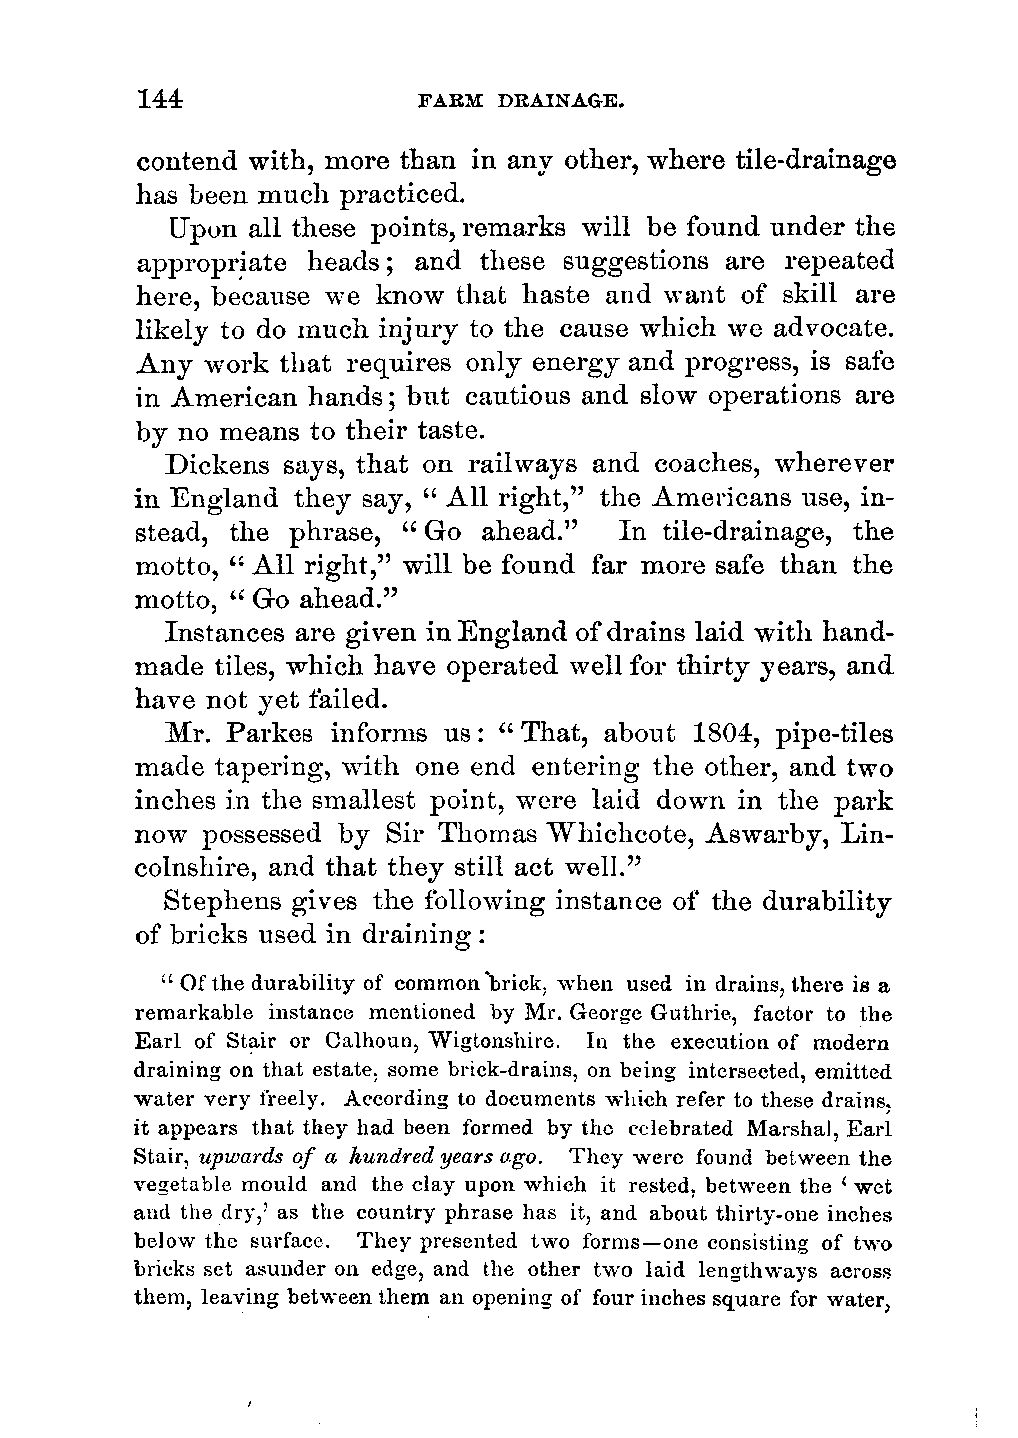 144 FARM DRAINAGE.
contend with, more than in any other, where tile-drainage
has been much practiced.
Upon all these points, remarks will be found under the
appropriate heads; and these suggestions are repeated
here, because we know that haste and want of skill are
likely to do much injury to the cause which we advocate.
Any work that requires only energy and progress, is safe
in American hands; but cautious and slow operations are
by no means to their taste.
Dickens says, that on railways and coaches, wherever
in England they say, “ All right,” the Americans use, in-
stead, the phrase, “ Go ahead.” In tile-drainage, the
motto, “ All right,” will be found far more safe than the
motto, “ Go ahead.”
Instances are given in England of drains laid with hand-
made tiles, which have operated well for thirty years, and
have not yet failed.
Mr. Parkes informs us: “ That, about 1804, pipe-tiles
made tapering, with one end entering the other, and two
inches in the smallest point, were laid down in the park
now possessed by Sir Thomas Whichcote, Aswarby, Lin-
colnshire, and that they still act well.”
Stephens gives the following instance of the durability
of bricks used in draining:
“ Of the durability of common brick, when used in drains, there is a
remarkable instance mentioned by Mr. George Guthrie, factor to the
Earl of Stair or Calhoun, Wigtonshire. In the execution of modern
draining on that estate, some brick-drains, on being intersected, emitted
water very freely. According to documents which refer to these drains,
it appears that they had been formed by the celebrated Marshal, Earl
Stair, upwards of a hundred years ago. They were found between the
vegetable mould and the clay upon which it rested, between the ‘ wet
and the dry,’ as the country phrase has it, and about thirty-one inches
below the surface. They presented two forms—one consisting of two
bricks set asunder on edge, and the other two laid lengthways across
them, leaving between them an opening of four inches square for water,